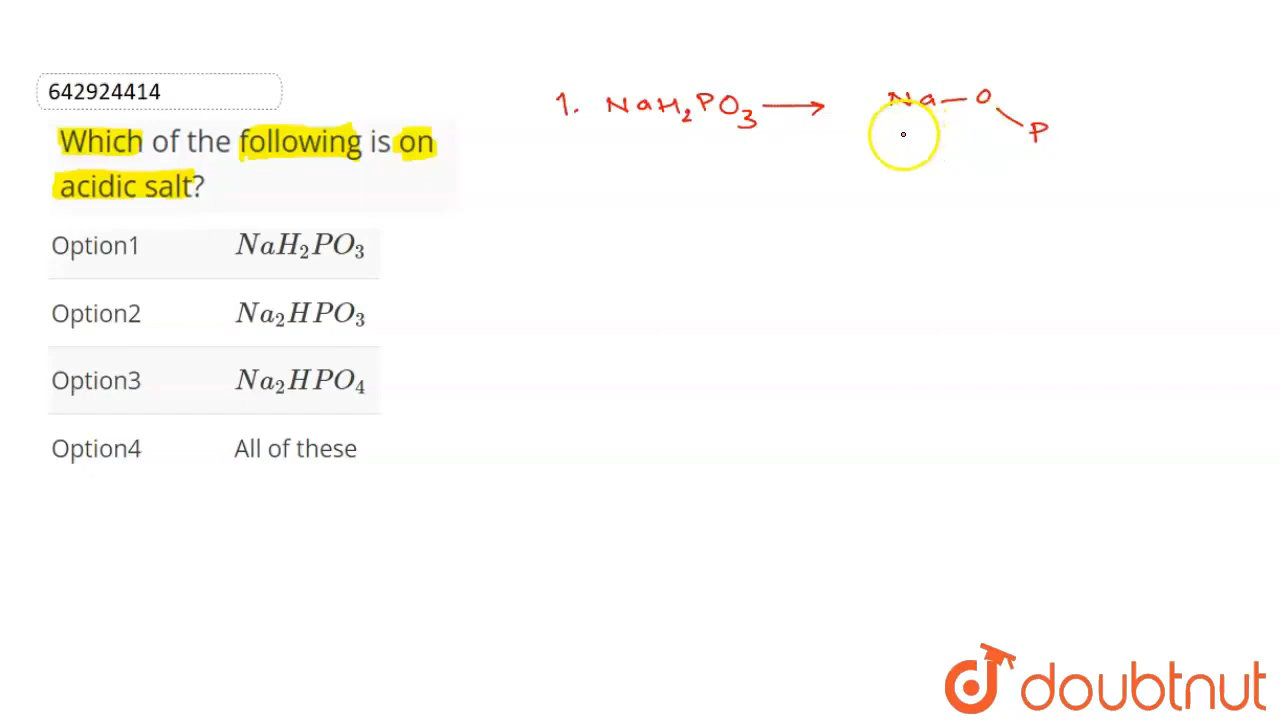 642924414
Which of the following is on
acidic salt?
Option1 NaH₂PO₃
Option2 Na₂HPO₃
Option3 Na₂HPO₄
Option4 All of these
1. NaH₂PO₃ → Na—O
P
doubtnut